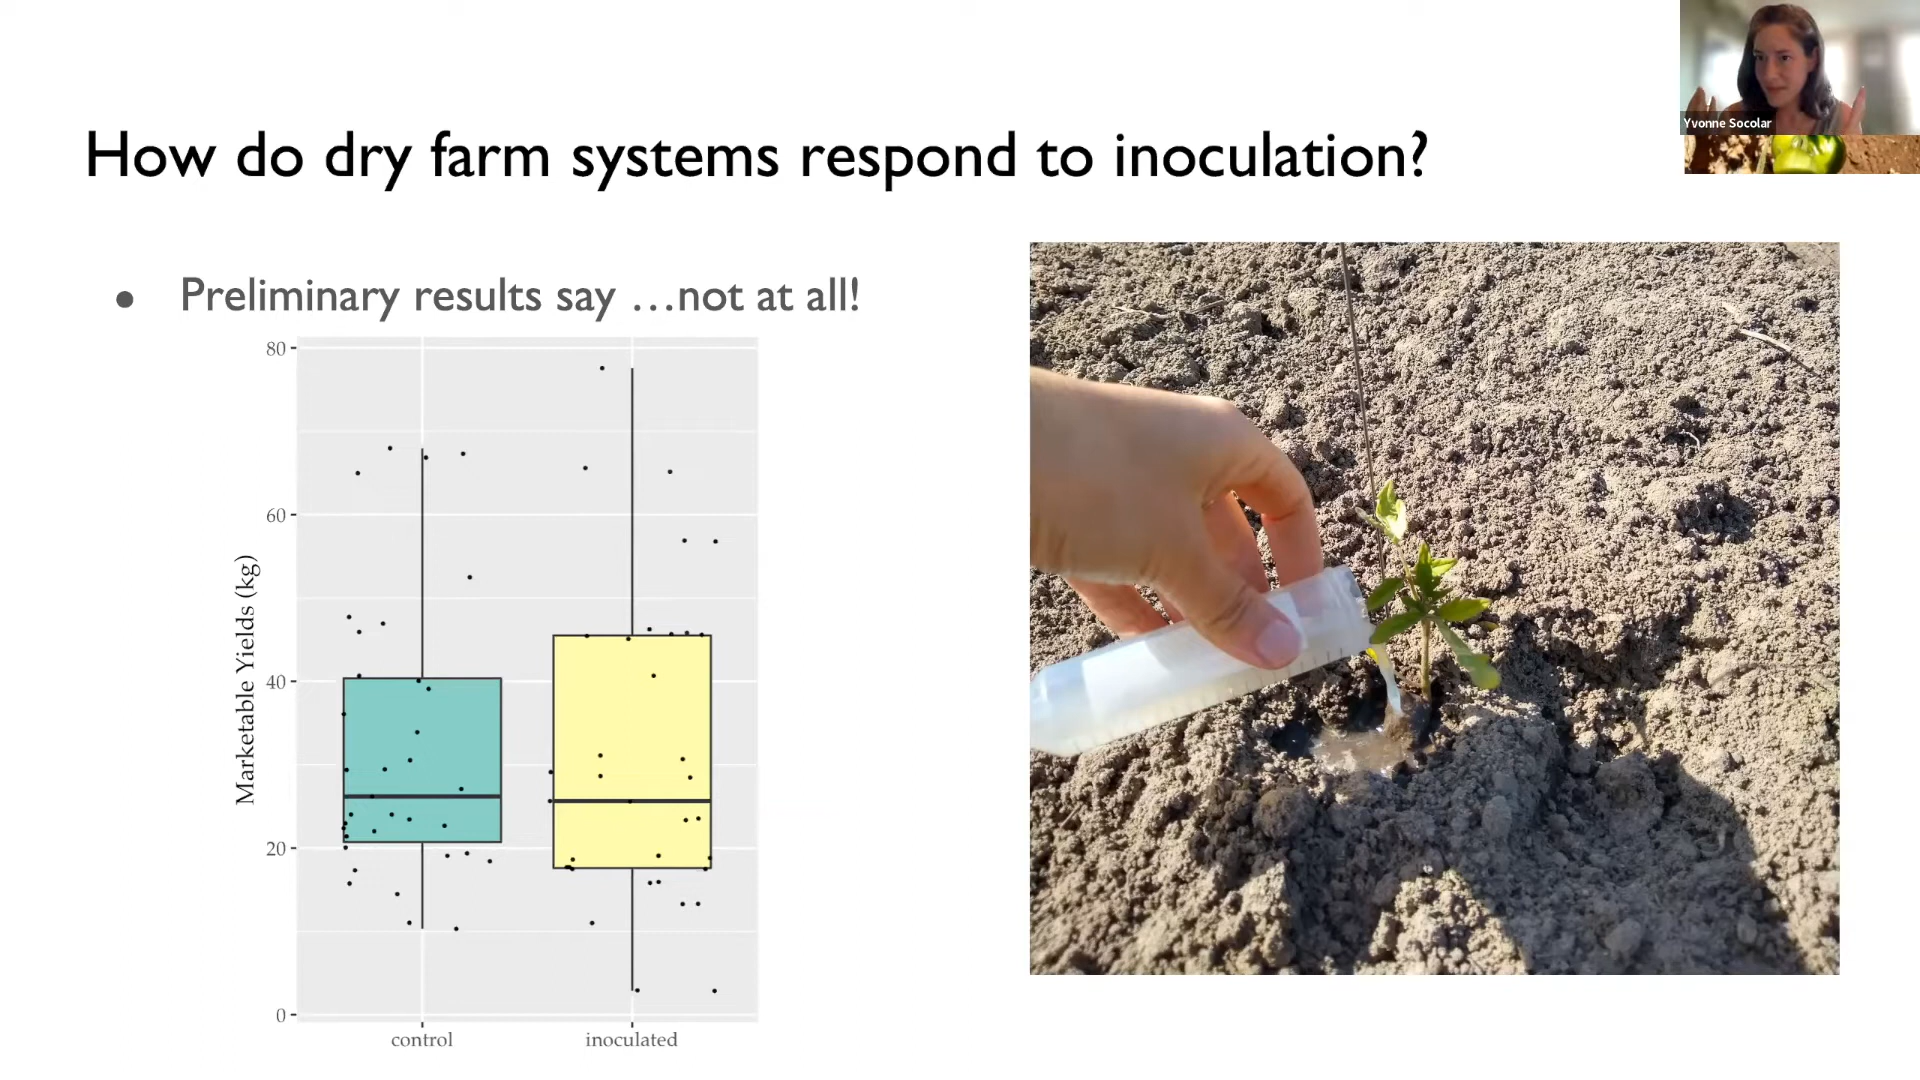 Yvonne Socolar
How do dry farm systems respond to inoculation?
● Preliminary results say …not at all!
80
60
40
20
0
Marketable Yields (kg)
control
inoculated